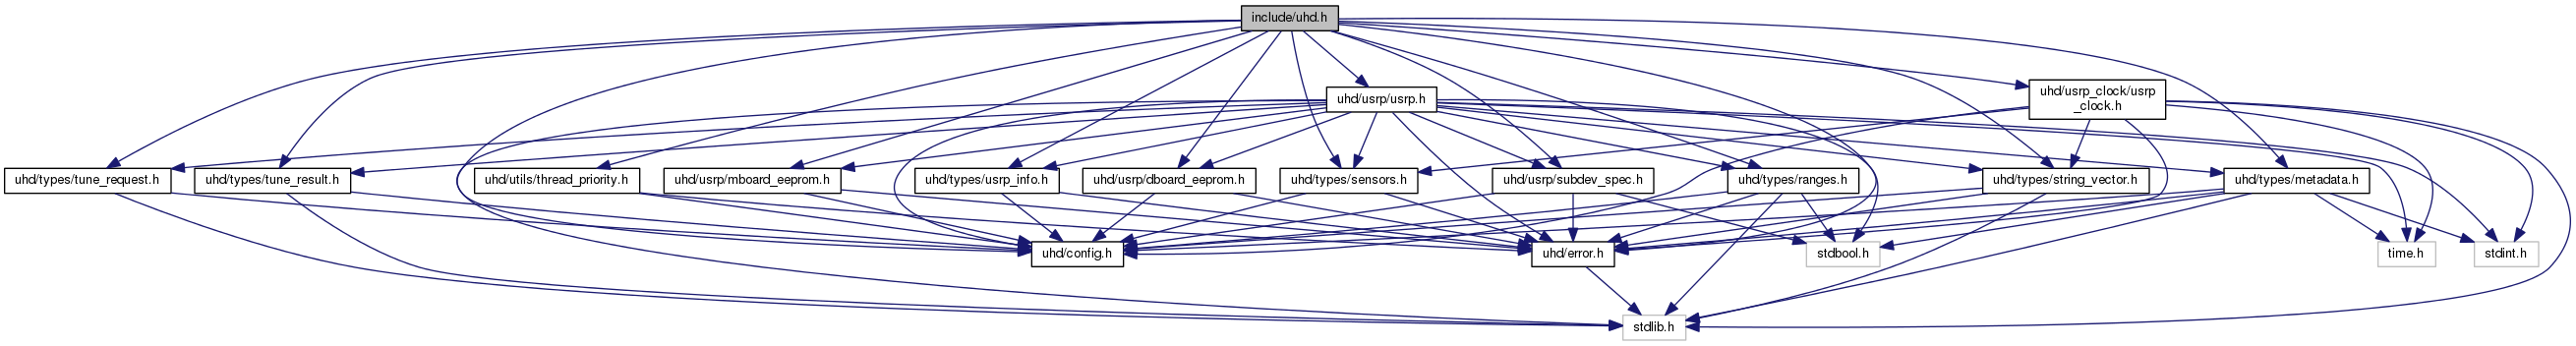 include/uhd.h
uhd/usrp/usrp.h
uhd/usrp_clock/usrp
_clock.h
uhd/types/tune_request.h
uhd/types/tune_result.h
uhd/utils/thread_priority.h
uhd/usrp/mboard_eeprom.h
uhd/types/usrp_info.h
uhd/usrp/dboard_eeprom.h
uhd/types/sensors.h
uhd/usrp/subdev_spec.h
uhd/types/ranges.h
uhd/types/string_vector.h
uhd/types/metadata.h
uhd/config.h
uhd/error.h
stdbool.h
time.h
stdint.h
stdlib.h